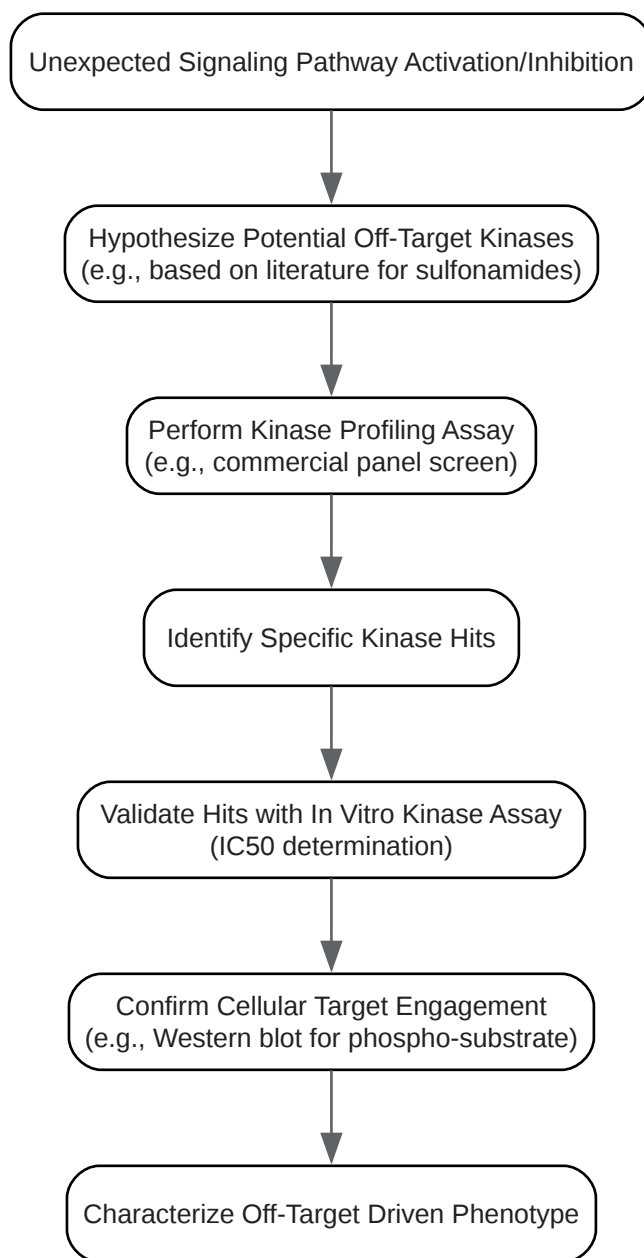 Unexpected Signaling Pathway Activation/Inhibition
Hypothesize Potential Off-Target Kinases
(e.g., based on literature for sulfonamides)
Perform Kinase Profiling Assay
(e.g., commercial panel screen)
Identify Specific Kinase Hits
Validate Hits with In Vitro Kinase Assay
(IC50 determination)
Confirm Cellular Target Engagement
(e.g., Western blot for phospho-substrate)
Characterize Off-Target Driven Phenotype